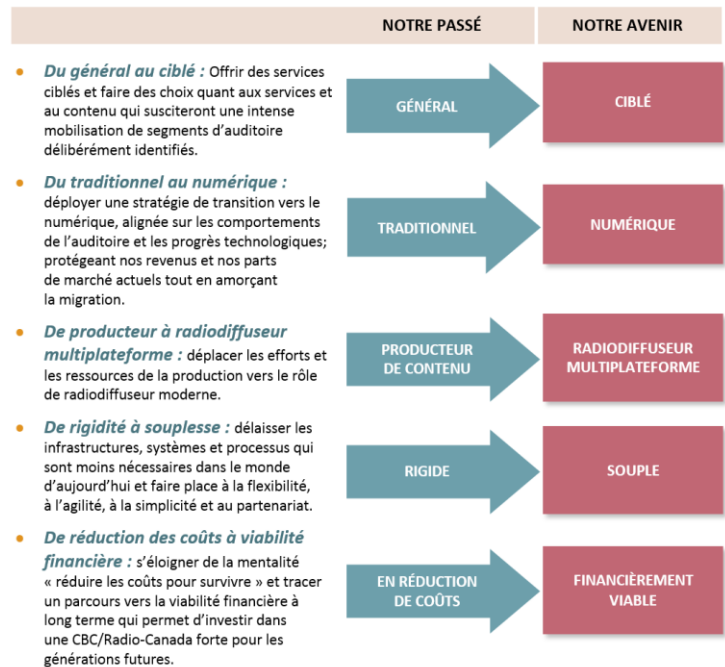 NOTRE PASSÉ
NOTRE AVENIR
Du général au ciblé : Offrir des services
ciblés et faire des choix quant aux services et
au contenu qui susciteront une intense
mobilisation de segments d’auditoire
délibérément identifiés.
GÉNÉRAL
CIBLÉ
Du traditionnel au numérique :
déployer une stratégie de transition vers le
numérique, alignée sur les comportements
de l’auditoire et les progrès technologiques;
protégeant nos revenus et nos parts
de marché actuels tout en amorçant
la migration.
TRADITIONNEL
NUMÉRIQUE
De producteur à radiodiffuseur
multiplateforme : déplacer les efforts et
les ressources de la production vers le rôle
de radiodiffuseur moderne.
PRODUCTEUR
DE CONTENU
RADIODIFFUSEUR
MULTIPLATEFORME
De rigidité à souplesse : délaisser les
infrastructures, systèmes et processus qui
sont moins nécessaires dans le monde
d’aujourd’hui et faire place à la flexibilité,
à l’agilité, à la simplicité et au partenariat.
RIGIDE
SOUPLE
De réduction des coûts à viabilité
financière : s’éloigner de la mentalité
« réduire les coûts pour survivre » et tracer
un parcours vers la viabilité financière à
long terme qui permet d’investir dans
une CBC/Radio-Canada forte pour les
générations futures.
EN RÉDUCTION
DE COÛTS
FINANCIÈREMENT
VIABLE